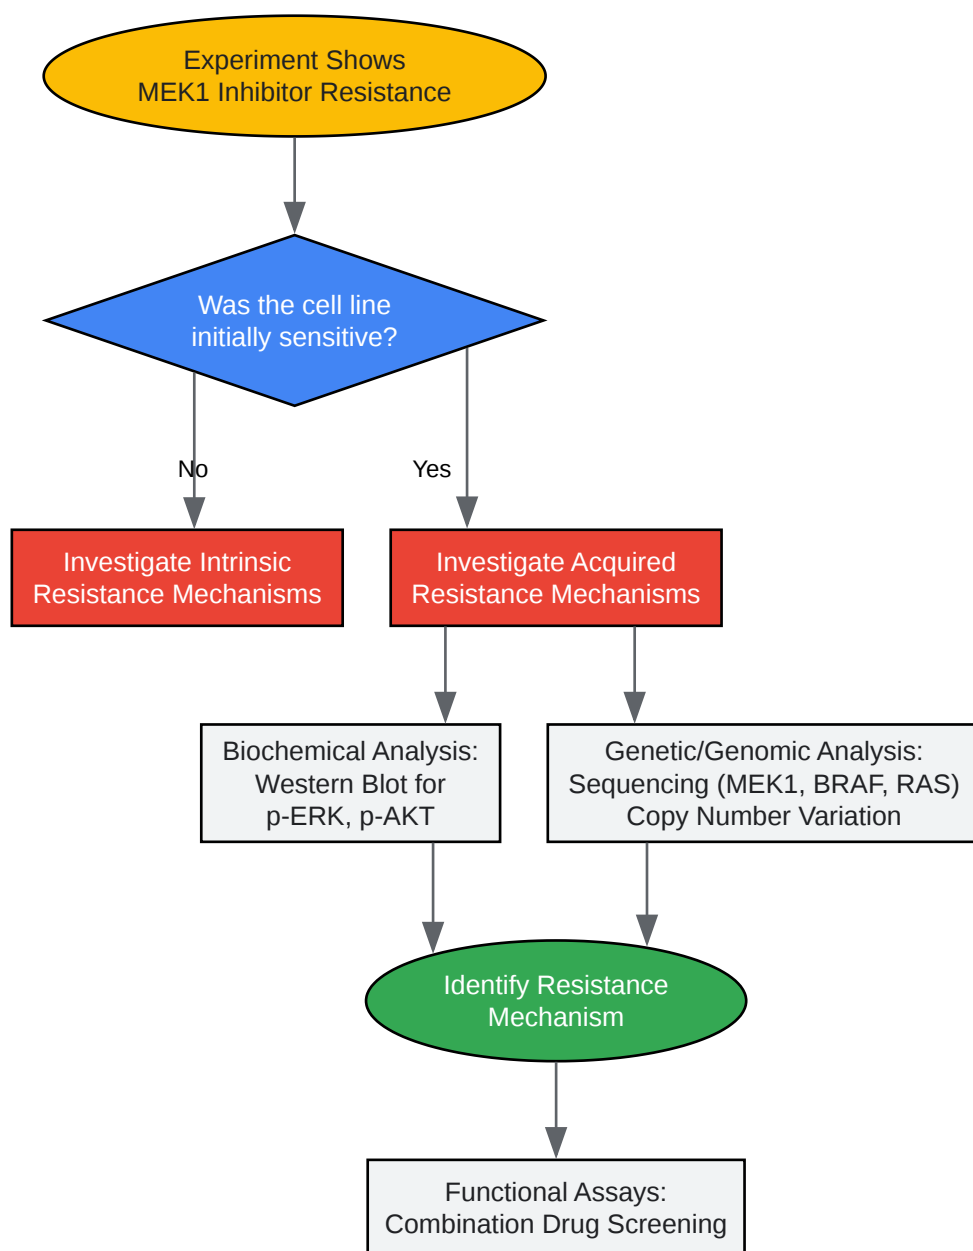 Experiment Shows
MEK1 Inhibitor Resistance
Was the cell line
initially sensitive?
No
Yes
Investigate Intrinsic
Resistance Mechanisms
Investigate Acquired
Resistance Mechanisms
Biochemical Analysis:
Western Blot for
p-ERK, p-AKT
Genetic/Genomic Analysis:
Sequencing (MEK1, BRAF, RAS)
Copy Number Variation
Identify Resistance
Mechanism
Functional Assays:
Combination Drug Screening